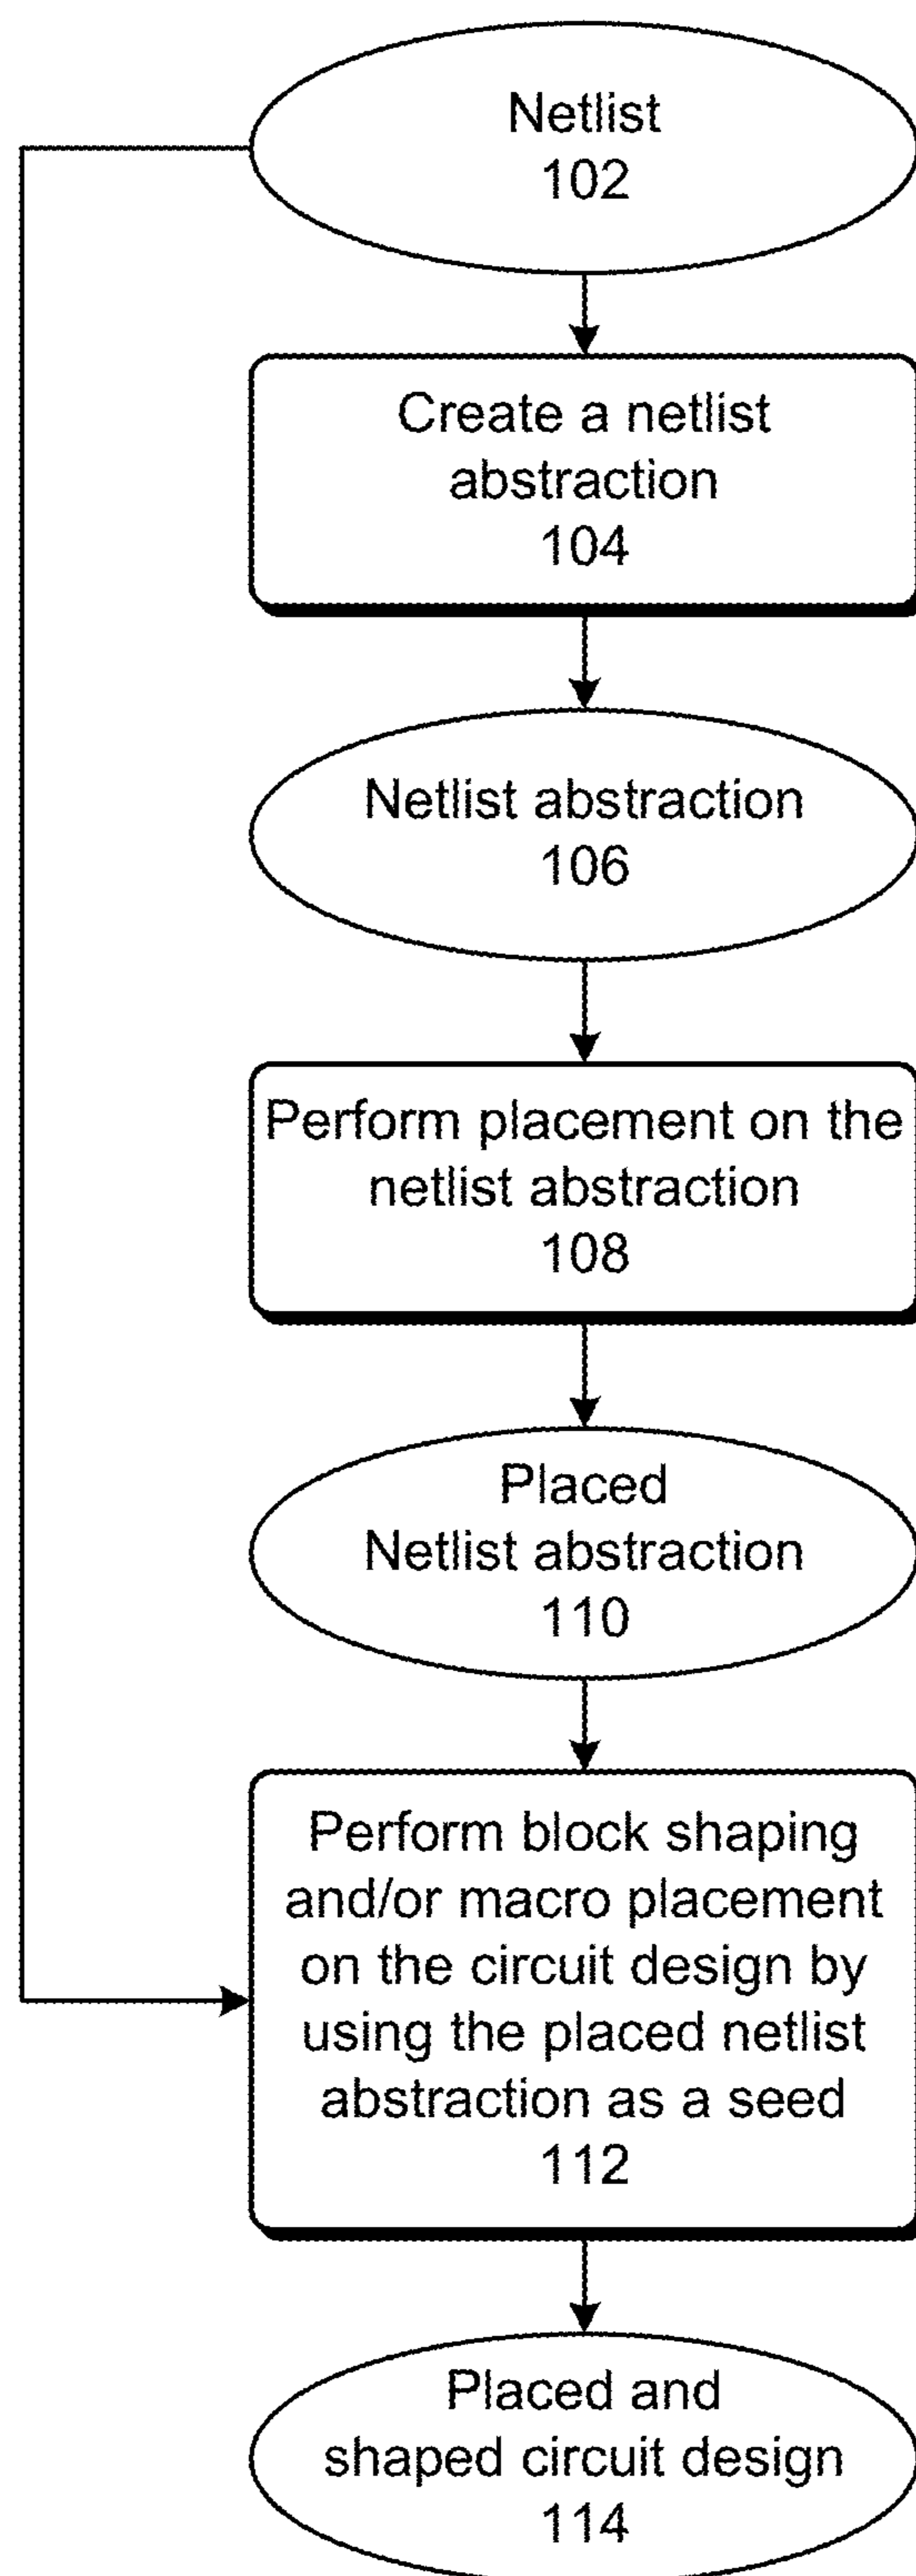 Netlist
102
Create a netlist
abstraction
104
Netlist abstraction
106
Perform placement on the
netlist abstraction
108
Placed
Netlist abstraction
110
Perform block shaping
and/or macro placement
on the circuit design by
using the placed netlist
abstraction as a seed
112
Placed and
shaped circuit design
114